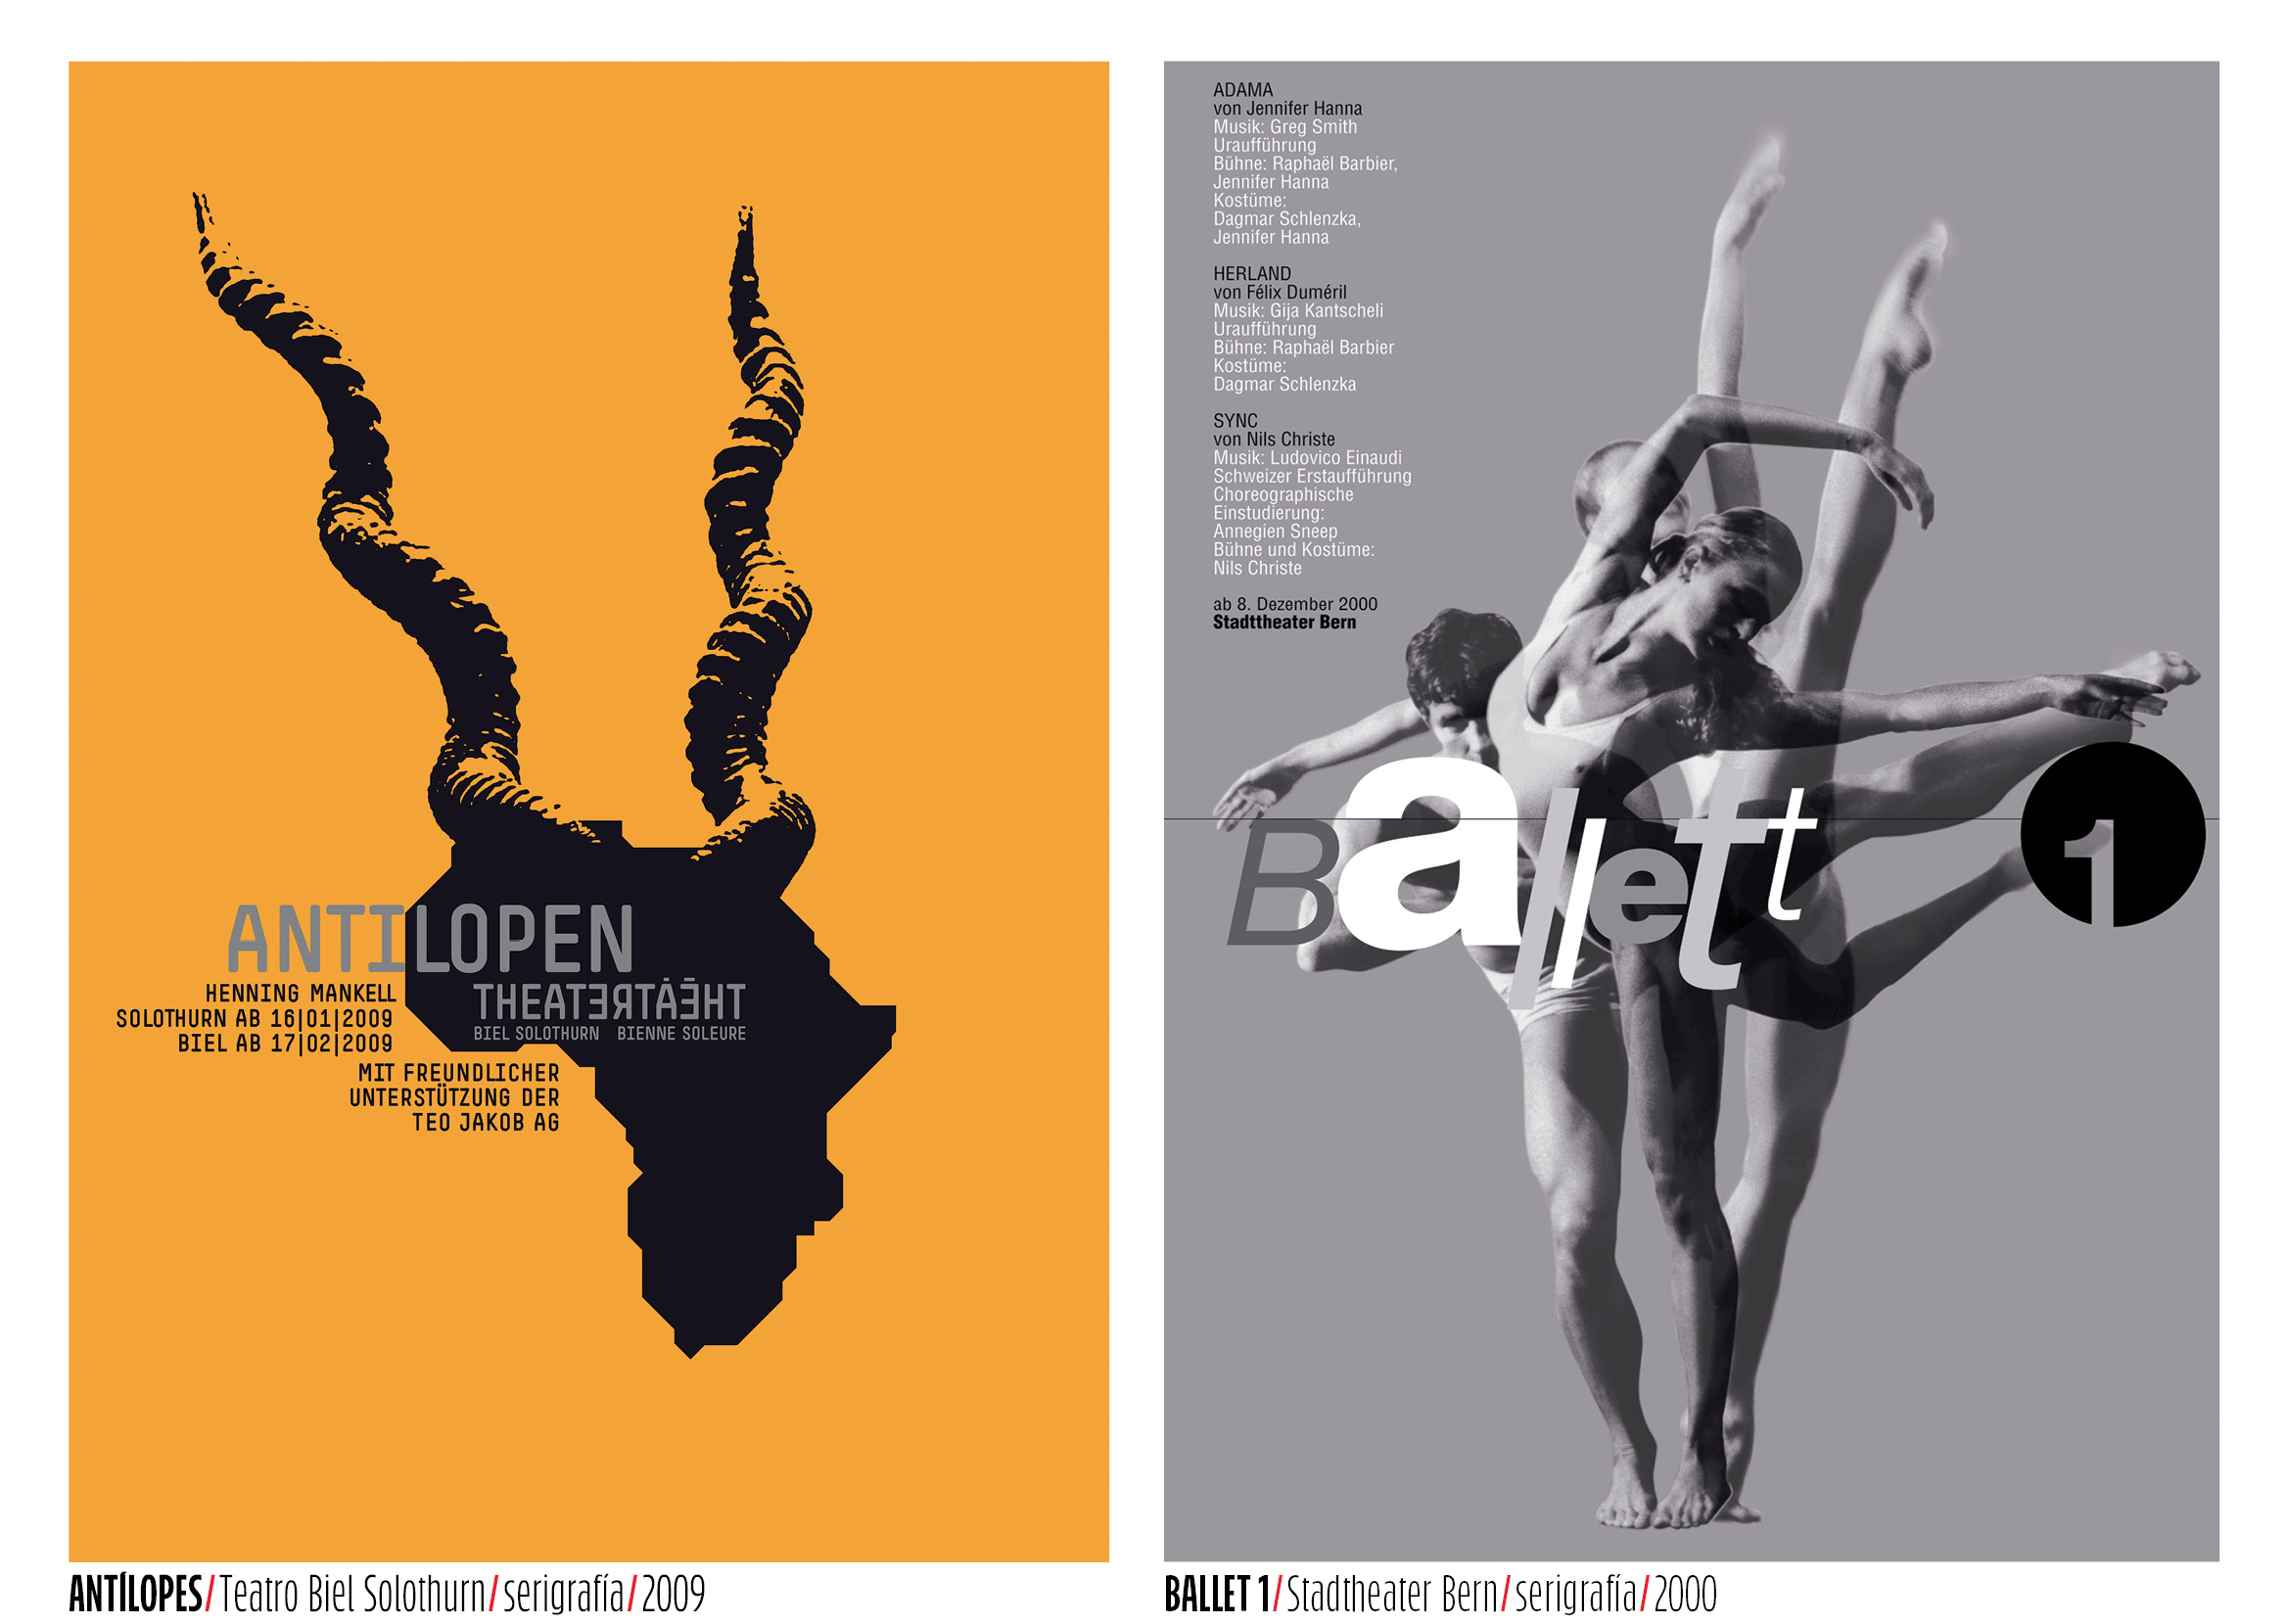 ANTILOPEN
THEATERTÂĒHT
BIEL SOLOTHURN BIENNE SOLEURE
HENNING MANKELL
SOLOTHURN AB 16|01|2009
BIEL AB 17|02|2009
MIT FREUNDLICHER
UNTERSTÜTZUNG DER
TEO JAKOB AG
ANTÍLOPES/Teatro Biel Solothurn/serigrafía/2009
ADAMA
von Jennifer Hanna
Musik: Greg Smith
Uraufführung
Bühne: Raphaël Barbier,
Jennifer Hanna
Kostüme:
Dagmar Schlenzka,
Jennifer Hanna
HERLAND
von Félix Duméril
Musik: Gija Kantscheli
Uraufführung
Bühne: Raphaël Barbier
Kostüme:
Dagmar Schlenzka
SYNC
von Nils Christe
Musik: Ludovico Einaudi
Schweizer Erstaufführung
Choreographische
Einstudierung:
Annegien Sneep
Bühne und Kostüme:
Nils Christe
ab 8. Dezember 2000
Stadttheater Bern
Ballett 1
BALLET 1/Stadtheater Bern/serigrafía/2000